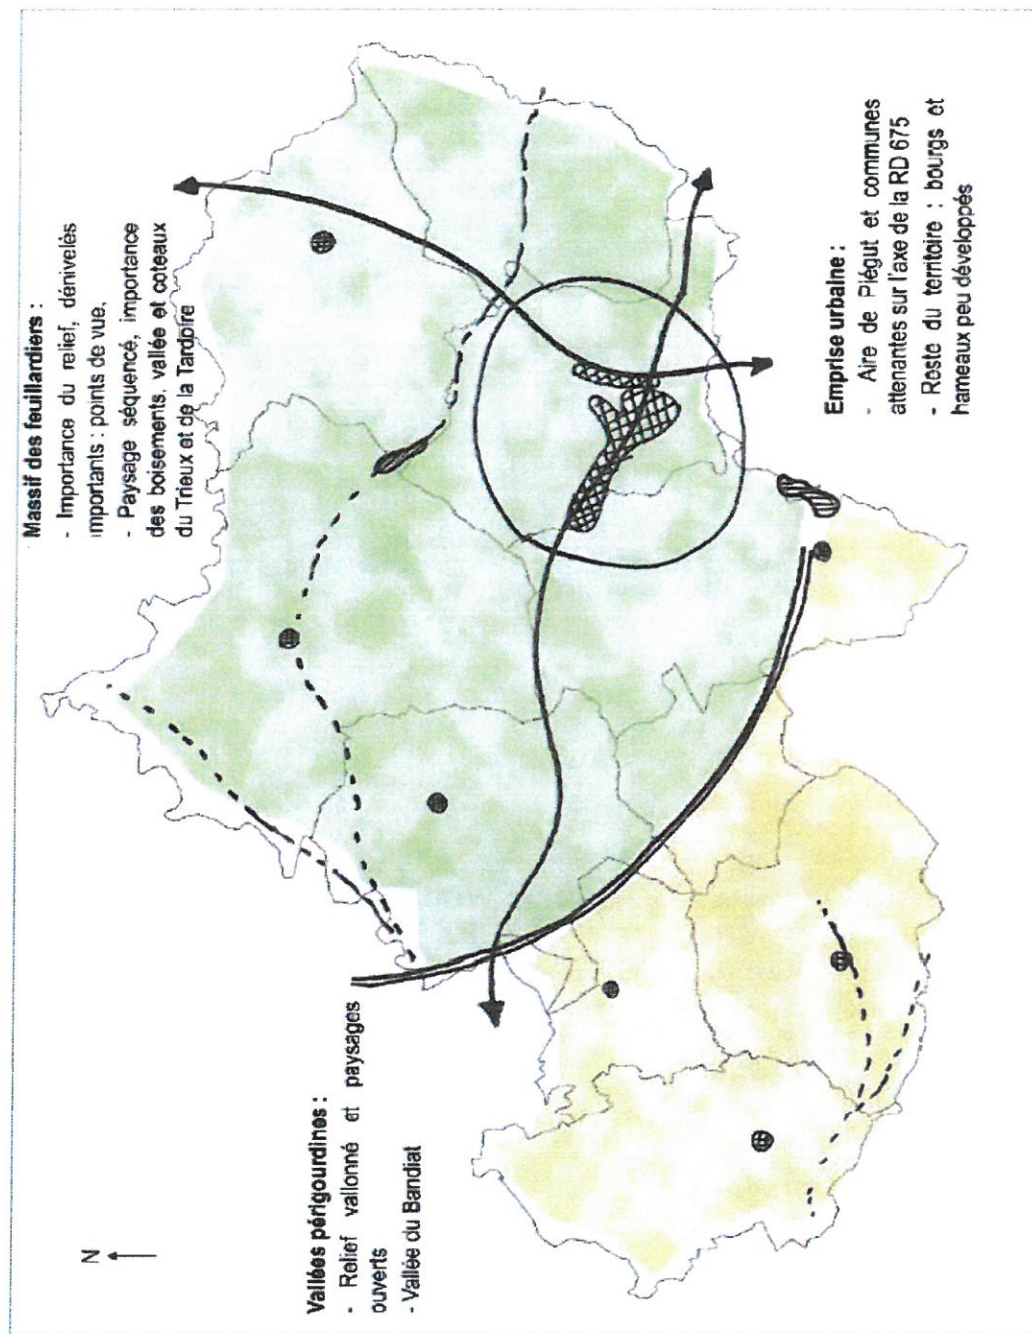 N
Massif des feuillardiers :
- Importance du relief, dénivelés
importants : points de vue.
- Paysage séquencé, importance
des boisements, vallée et coteaux
du Trieux et de la Tardoire
Vallées périgourdines :
- Relief vallonné et paysages
ouverts
- Vallée du Bandiat
Emprise urbaine :
- Aire de Piégut et communes
attenantes sur l'axe de la RD 675
- Reste du territoire : bourgs et
hameaux peu développés